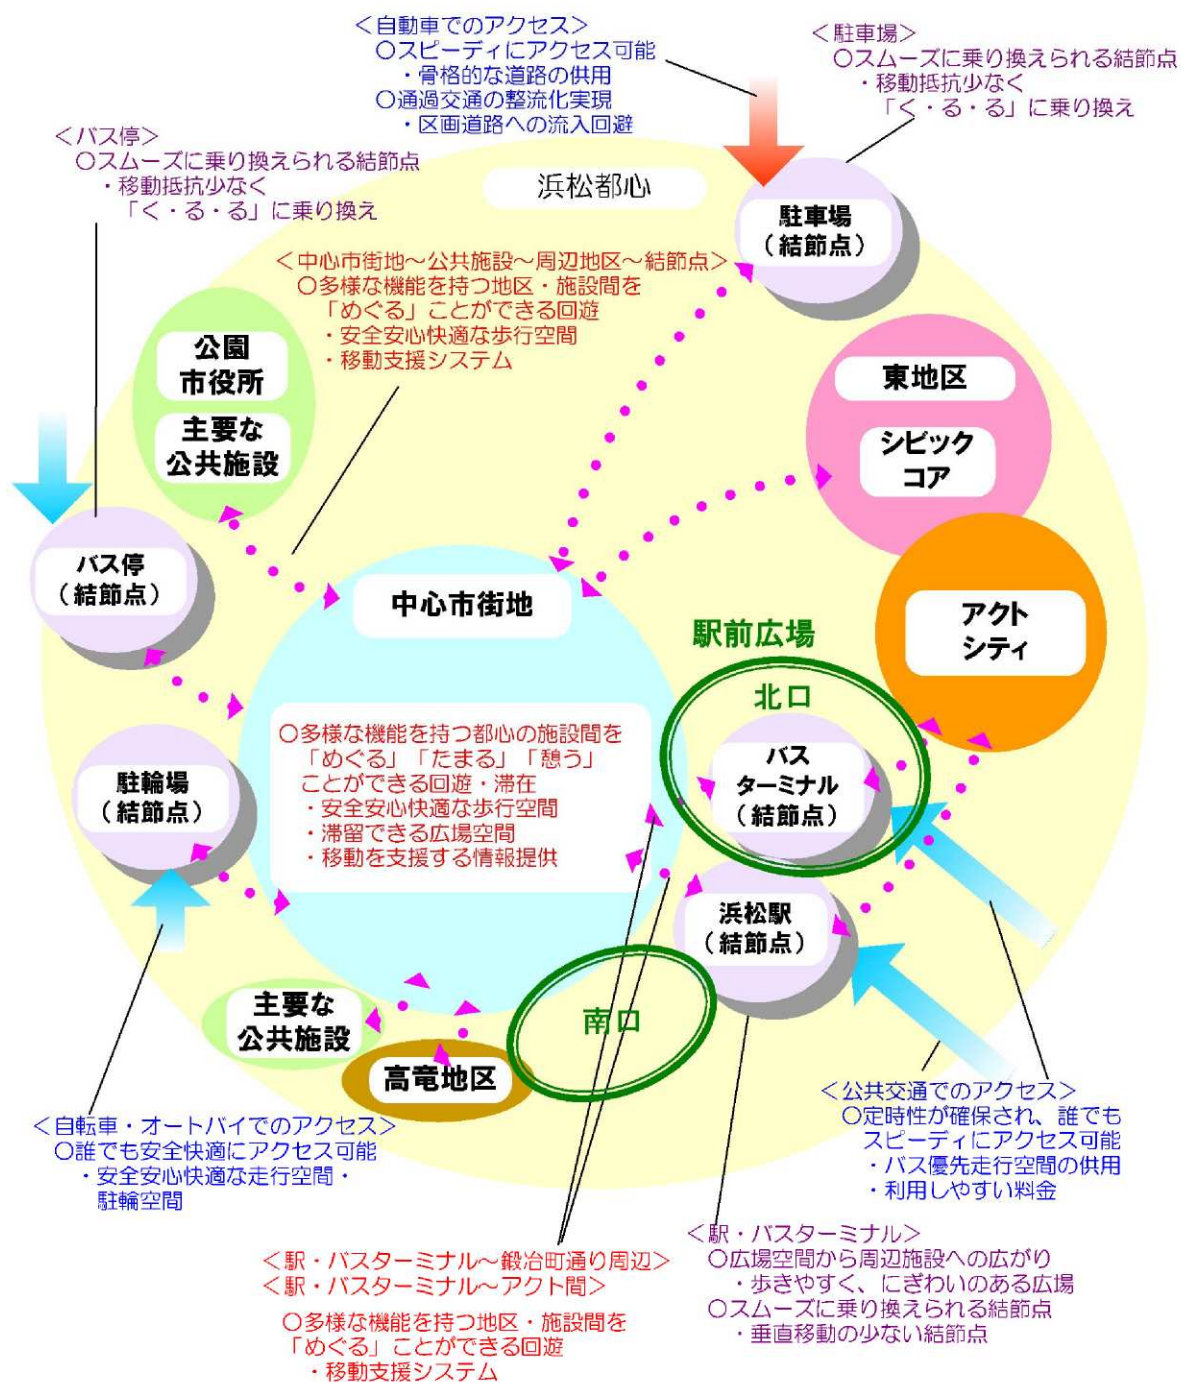 ＜自動車でのアクセス＞
○スピーディにアクセス可能
・骨格的な道路の供用
○通過交通の整流化実現
・区画道路への流入回避
＜駐車場＞
○スムーズに乗り換えられる結節点
・移動抵抗少なく
「く・る・る」に乗り換え
＜バス停＞
○スムーズに乗り換えられる結節点
・移動抵抗少なく
「く・る・る」に乗り換え
浜松都心
駐車場
（結節点）
＜中心市街地～公共施設～周辺地区～結節点＞
○多様な機能を持つ地区・施設間を
「めぐる」ことができる回遊
・安全安心快適な歩行空間
・移動支援システム
公園
市役所
主要な
公共施設
東地区
シビック
コア
バス停
（結節点）
中心市街地
アクト
シティ
駅前広場
北口
○多様な機能を持つ都心の施設間を
「めぐる」「たまる」「憩う」
ことができる回遊・滞在
・安全安心快適な歩行空間
・滞留できる広場空間
・移動を支援する情報提供
バス
ターミナル
（結節点）
駐輪場
（結節点）
浜松駅
（結節点）
主要な
公共施設
南口
高竜地区
＜自転車・オートバイでのアクセス＞
○誰でも安全快適にアクセス可能
・安全安心快適な走行空間・
駐輪空間
＜公共交通でのアクセス＞
○定時性が確保され、誰でも
スピーディにアクセス可能
・バス優先走行空間の供用
・利用しやすい料金
＜駅・バスターミナル～鍛冶町通り周辺＞
＜駅・バスターミナル～アクト間＞
○多様な機能を持つ地区・施設間を
「めぐる」ことができる回遊
・移動支援システム
＜駅・バスターミナル＞
○広場空間から周辺施設への広がり
・歩きやすく、にぎわいのある広場
○スムーズに乗り換えられる結節点
・垂直移動の少ない結節点